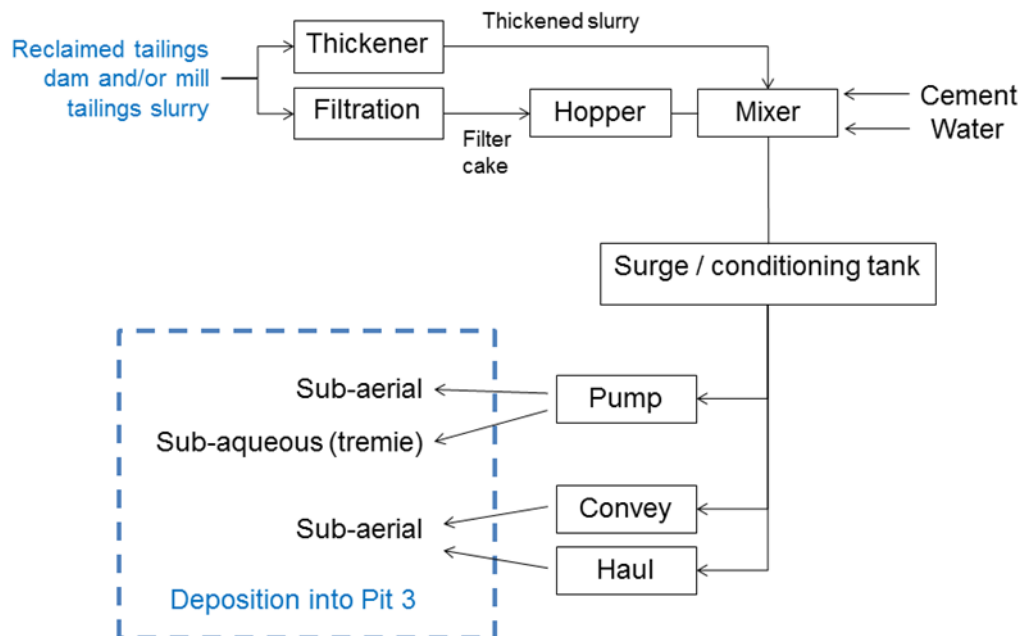 Thickened slurry
Reclaimed tailings
dam and/or mill
tailings slurry
Thickener
Filtration
Filter
cake
Hopper
Mixer
Cement
Water
Surge / conditioning tank
Sub-aerial
Sub-aqueous (tremie)
Pump
Sub-aerial
Convey
Haul
Deposition into Pit 3